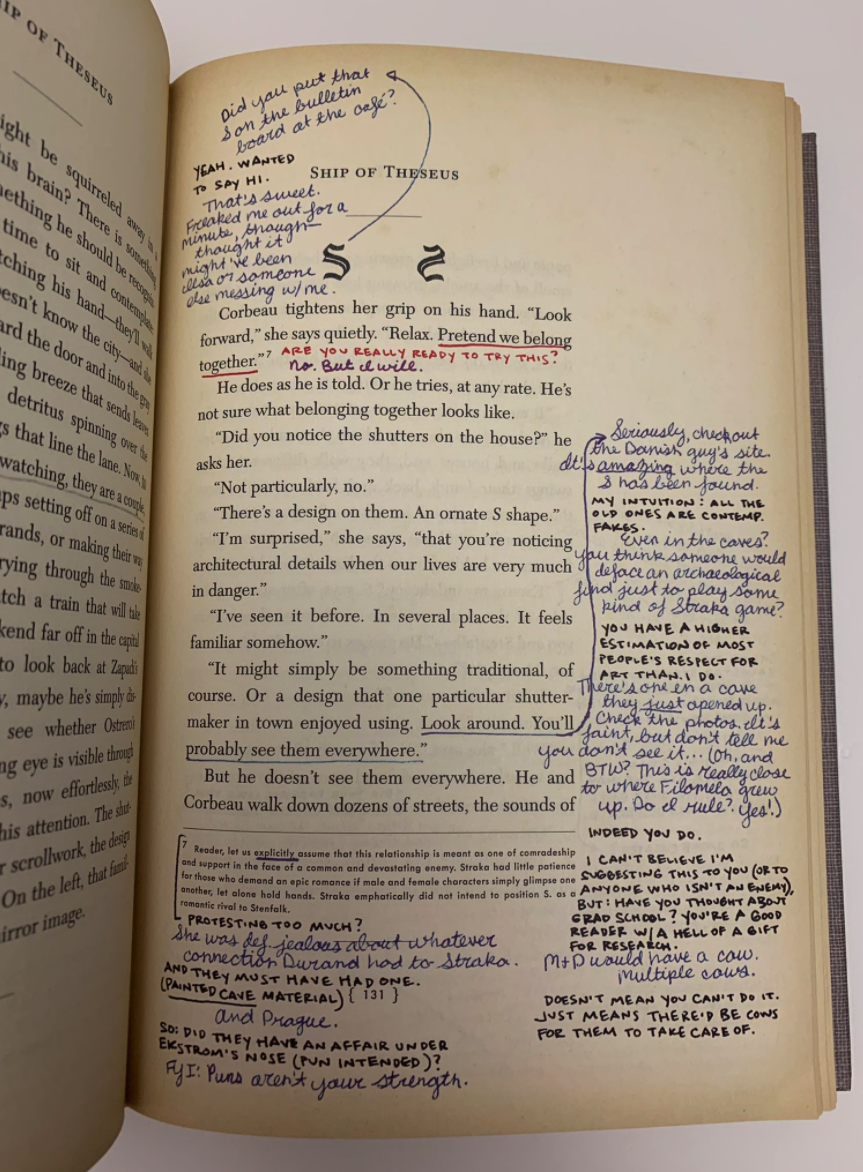 SHIP OF THESEUS
ight be squirreled away in a
his brain? There is something
mething he should be recogni
time to sit and contemplate.
tching his hand—they'll walk
esn't know the city—and she
ard the door and into the gray
ling breeze that sends leaves
detritus spinning over the
s that line the lane. Now, to
watching, they are a couple,
ps setting off on a series of
rands, or making their way
rying through the smoke-
tch a train that will take
kend far off in the capital
to look back at Zapadi's
y, maybe he's simply dis-
see whether Ostrero's
ng eye is visible through
s, now effortlessly, the
his attention. The shut-
r scrollwork, the design
On the left, that famil-
irror image.
Did you put that
S on the bulletin
board at the café?
YEAH. WANTED
TO SAY HI.
That's sweet.
Freaked me out for a
minute, though—
thought it
might've been
Ilsa or someone
else messing w/ me.
SHIP OF THESEUS
S S
Corbeau tightens her grip on his hand. "Look
forward," she says quietly. "Relax. Pretend we belong
together."7
ARE YOU REALLY READY TO TRY THIS?
No. But I will.
He does as he is told. Or he tries, at any rate. He's
not sure what belonging together looks like.
"Did you notice the shutters on the house?" he
asks her.
"Not particularly, no."
"There's a design on them. An ornate S shape."
"I'm surprised," she says, "that you're noticing
architectural details when our lives are very much
in danger."
"I've seen it before. In several places. It feels
familiar somehow."
"It might simply be something traditional, of
course. Or a design that one particular shutter-
maker in town enjoyed using. Look around. You'll
probably see them everywhere."
But he doesn't see them everywhere. He and
Corbeau walk down dozens of streets, the sounds of
Seriously, check out
the Danish guy's site.
It's amazing where the
S has been found.
MY INTUITION: ALL THE
OLD ONES ARE CONTEMP.
FAKES.
Even in the caves?
You think someone would
deface an archaeological
find just to play some
kind of Straka game?
YOU HAVE A HIGHER
ESTIMATION OF MOST
PEOPLE'S RESPECT FOR
ART THAN I DO.
There's one in a cave
they just opened up.
Check the photos. It's
faint, but don't tell me
you don't see it... (Oh, and
BTW? This is really close
to where Filomela grew
up. Do I rule? Yes!)
INDEED YOU DO.
I CAN'T BELIEVE I'M
SUGGESTING THIS TO YOU (OR TO
ANYONE WHO ISN'T AN ENEMY),
BUT: HAVE YOU THOUGHT ABOUT
GRAD SCHOOL? YOU'RE A GOOD
READER W/ A HELL OF A GIFT
FOR RESEARCH.
M+D would have a cow.
Multiple cows.
DOESN'T MEAN YOU CAN'T DO IT.
JUST MEANS THERE'D BE COWS
FOR THEM TO TAKE CARE OF.
7 Reader, let us explicitly assume that this relationship is meant as one of comradeship
and support in the face of a common and devastating enemy. Straka had little patience
for those who demand an epic romance if male and female characters simply glimpse one
another, let alone hold hands. Straka emphatically did not intend to position S. as a
romantic rival to Stenfalk.
PROTESTING TOO MUCH?
She was def. jealous about whatever
connection Durand had to Straka.
AND THEY MUST HAVE HAD ONE.
(PAINTED CAVE MATERIAL)
{ 131 }
and Prague.
SO: DID THEY HAVE AN AFFAIR UNDER
EKSTROM'S NOSE (PUN INTENDED)?
FYI: Puns aren't your strength.